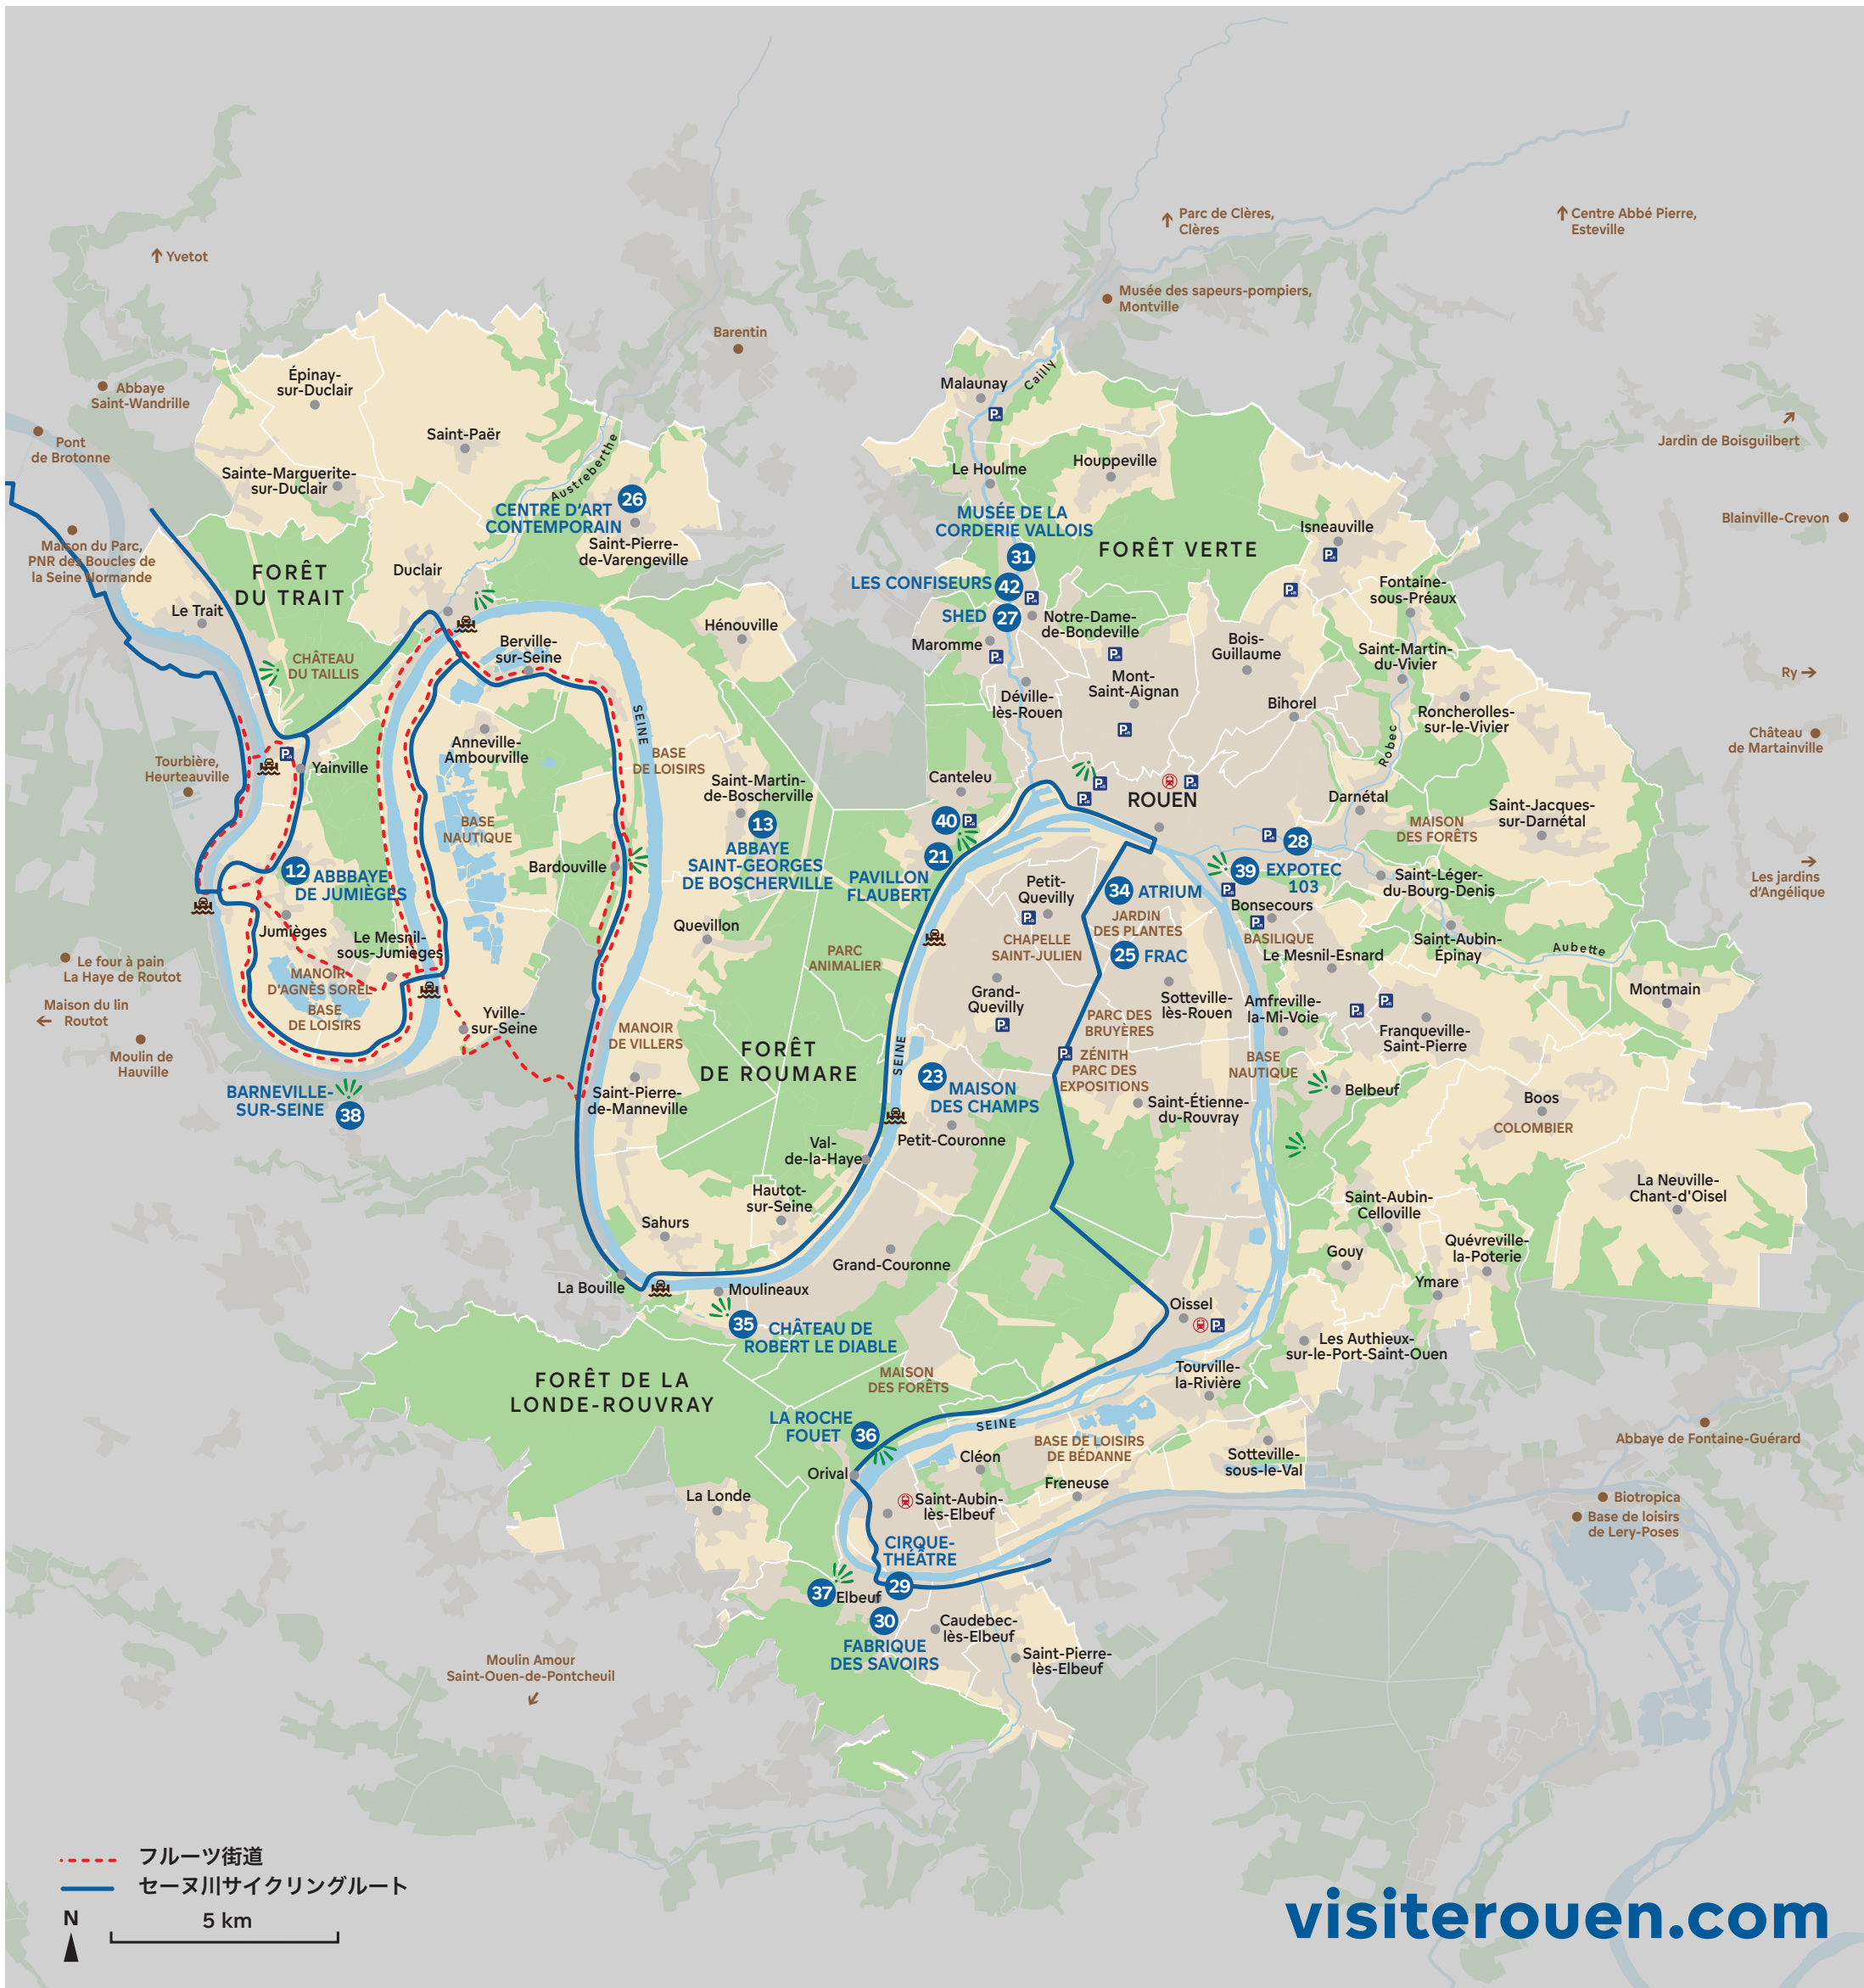 Parc de Clères,
Clères
Centre Abbé Pierre,
Esteville
Yvetot
Musée des sapeurs-pompiers,
Montville
Barentin
Abbaye
Saint-Wandrille
Pont
de Brotonne
Jardin de Boisguilbert
Blainville-Crevon
Maison du Parc,
PNR des Boucles de
la Seine Normande
Épinay-
sur-Duclair
Saint-Paër
Sainte-Marguerite-
sur-Duclair
Austreberthe
26
CENTRE D'ART
CONTEMPORAIN
Saint-Pierre-
de-Varengeville
Duclair
FORÊT
DU TRAIT
Le Trait
CHÂTEAU
DU TAILLIS
Malaunay
Cailly
P
Le Houlme
Houppeville
MUSÉE DE LA
CORDERIE VALLOIS
31
FORÊT VERTE
Isneauville
P
LES CONFISEURS
42
P
P
SHED
27
Notre-Dame-
de-Bondeville
Fontaine-
sous-Préaux
Maromme
P
P
Bois-
Guillaume
Saint-Martin-
du-Vivier
Hénouville
Berville-
sur-Seine
Mont-
Saint-Aignan
Déville-
lès-Rouen
Bihorel
Roncherolles-
sur-le-Vivier
Robec
P
Ry
Château
de Martainville
Les jardins
d'Angélique
SEINE
BASE
DE LOISIRS
Anneville-
Ambourville
BASE
NAUTIQUE
Tourbière,
Heurteauville
P
Yainville
Saint-Martin-
de-Boscherville
13
ABBAYE
SAINT-GEORGES
DE BOSCHERVILLE
Canteleu
40
P
21
PAVILLON
FLAUBERT
P
P
P
ROUEN
Darnétal
MAISON
DES FORÊTS
Saint-Jacques-
sur-Darnétal
P
28
39
EXPOTEC
103
P
Saint-Léger-
du-Bourg-Denis
Bonsecours
P
BASILIQUE
Le Mesnil-Esnard
Saint-Aubin-
Épinay
Aubette
Montmain
12
ABBBAYE
DE JUMIÈGES
Bardouville
Jumièges
Le Mesnil-
sous-Jumièges
MANOIR
D'AGNÈS SOREL
BASE
DE LOISIRS
Quevillon
PARC
ANIMALIER
Petit-
Quevilly
P
34
ATRIUM
JARDIN
DES PLANTES
CHAPELLE
SAINT-JULIEN
25
FRAC
Grand-
Quevilly
P
Sotteville-
lès-Rouen
Amfreville-
la-Mi-Voie
P
P
Franqueville-
Saint-Pierre
PARC DES
BRUYÈRES
P
ZÉNITH
PARC DES
EXPOSITIONS
BASE
NAUTIQUE
Belbeuf
Boos
COLOMBIER
Le four à pain
La Haye de Routot
Maison du lin
Routot
Moulin de
Hauville
Yville-
sur-Seine
MANOIR
DE VILLERS
FORÊT
DE ROUMARE
SEINE
23
MAISON
DES CHAMPS
Saint-Étienne-
du-Rouvray
BARNEVILLE-
SUR-SEINE
38
Saint-Pierre-
de-Manneville
Petit-Couronne
Val-
de-la-Haye
Hautot-
sur-Seine
Sahurs
Grand-Couronne
Saint-Aubin-
Celloville
La Neuville-
Chant-d'Oisel
Gouy
Quévreville-
la-Poterie
Ymare
La Bouille
Moulineaux
35
CHÂTEAU DE
ROBERT LE DIABLE
Oissel
P
Les Authieux-
sur-le-Port-Saint-Ouen
FORÊT DE LA
LONDE-ROUVRAY
MAISON
DES FORÊTS
Tourville-
la-Rivière
LA ROCHE
FOUET
36
SEINE
BASE DE LOISIRS
DE BÉDANNE
Sotteville-
sous-le-Val
Abbaye de Fontaine-Guérard
Orival
Cléon
Freneuse
La Londe
Saint-Aubin-
lès-Elbeuf
Biotropica
Base de loisirs
de Lery-Poses
CIRQUE-
THÉÂTRE
29
37
Elbeuf
30
FABRIQUE
DES SAVOIRS
Caudebec-
lès-Elbeuf
Saint-Pierre-
lès-Elbeuf
Moulin Amour
Saint-Ouen-de-Pontcheuil
フルーツ街道
セーヌ川サイクリングルート
N
5 km
visiterouen.com